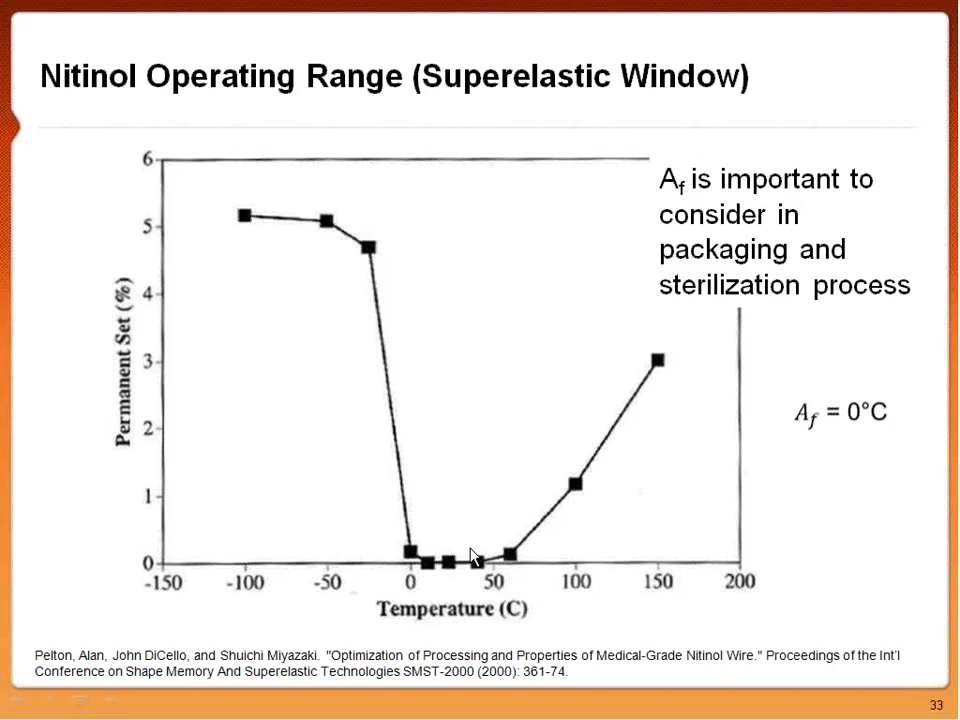 Nitinol Operating Range (Superelastic Window)
A_f is important to
consider in
packaging and
sterilization process
A_f = 0°C
6
5
4
3
2
1
0
Permanent Set (%)
-150 -100 -50 0 50 100 150 200
Temperature (C)
Pelton, Alan, John DiCello, and Shuichi Miyazaki. "Optimization of Processing and Properties of Medical-Grade Nitinol Wire." Proceedings of the Int'l
Conference on Shape Memory And Superelastic Technologies SMST-2000 (2000): 361-74.
33